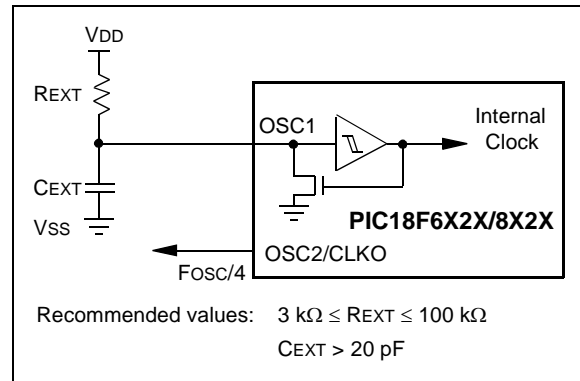 VDD
REXT
OSC1
Internal
Clock
CEXT
PIC18F6X2X/8X2X
VSS
OSC2/CLKO
FOSC/4
Recommended values: 3 kΩ ≤ REXT ≤ 100 kΩ
CEXT > 20 pF